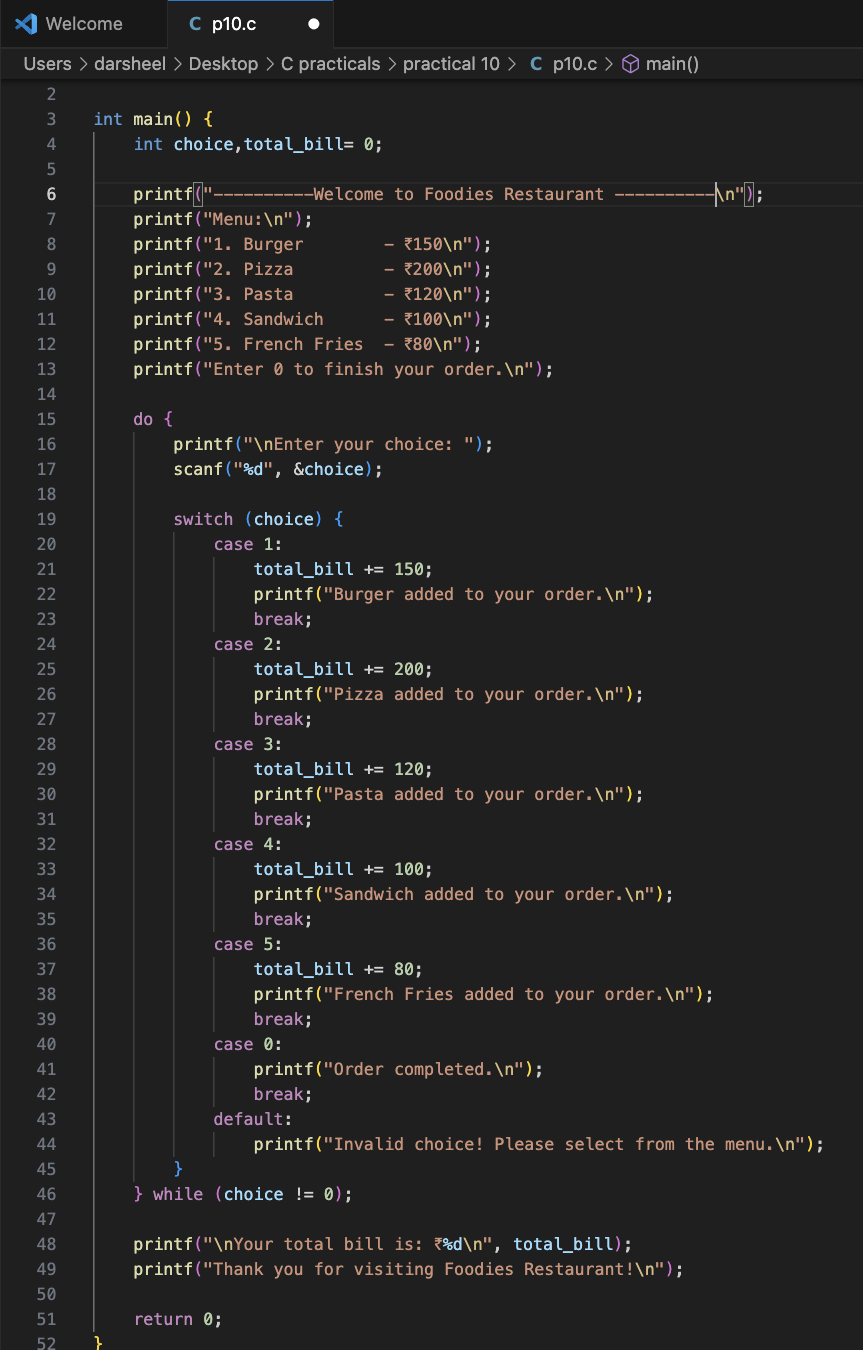 Welcome
C p10.c
Users > darsheel > Desktop > C practicals > practical 10 > C p10.c > main()
2
3 int main() {
4 int choice,total_bill= 0;
5
6 printf("----------Welcome to Foodies Restaurant ----------\n");
7 printf("Menu:\n");
8 printf("1. Burger        - ₹150\n");
9 printf("2. Pizza         - ₹200\n");
10 printf("3. Pasta         - ₹120\n");
11 printf("4. Sandwich      - ₹100\n");
12 printf("5. French Fries  - ₹80\n");
13 printf("Enter 0 to finish your order.\n");
14
15 do {
16 printf("\nEnter your choice: ");
17 scanf("%d", &choice);
18
19 switch (choice) {
20 case 1:
21 total_bill += 150;
22 printf("Burger added to your order.\n");
23 break;
24 case 2:
25 total_bill += 200;
26 printf("Pizza added to your order.\n");
27 break;
28 case 3:
29 total_bill += 120;
30 printf("Pasta added to your order.\n");
31 break;
32 case 4:
33 total_bill += 100;
34 printf("Sandwich added to your order.\n");
35 break;
36 case 5:
37 total_bill += 80;
38 printf("French Fries added to your order.\n");
39 break;
40 case 0:
41 printf("Order completed.\n");
42 break;
43 default:
44 printf("Invalid choice! Please select from the menu.\n");
45 }
46 } while (choice != 0);
47
48 printf("\nYour total bill is: ₹%d\n", total_bill);
49 printf("Thank you for visiting Foodies Restaurant!\n");
50
51 return 0;
52 }